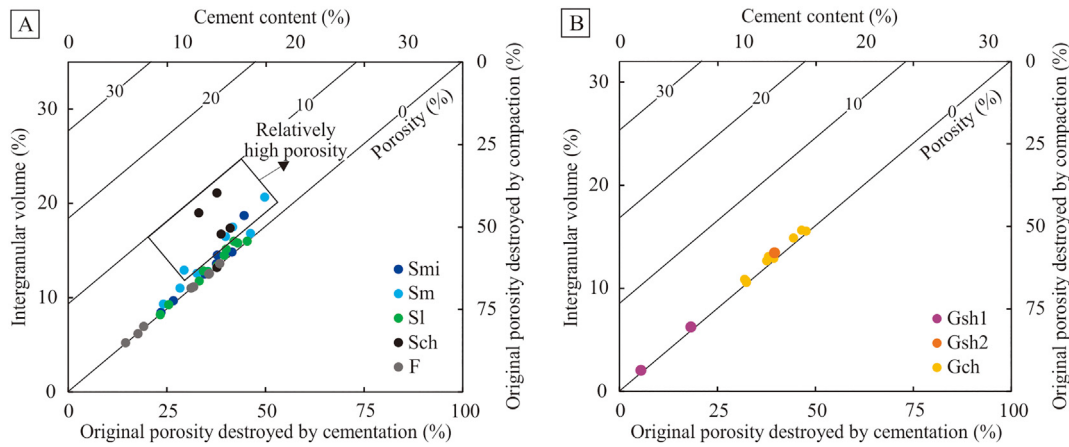 A
Cement content (%)
0 10 20 30
Intergranular volume (%)
30
20
10
0
30
20
10
0
Porosity (%)
Relatively
high porosity
Smi
Sm
Sl
Sch
F
0
25
50
75
Original porosity destroyed by compaction (%)
0 25 50 75 100
Original porosity destroyed by cementation (%)
B
Cement content (%)
0 10 20 30
Intergranular volume (%)
30
20
10
0
30
20
10
0
Porosity (%)
Gsh1
Gsh2
Gch
0
25
50
75
Original porosity destroyed by compaction (%)
0 25 50 75 100
Original porosity destroyed by cementation (%)